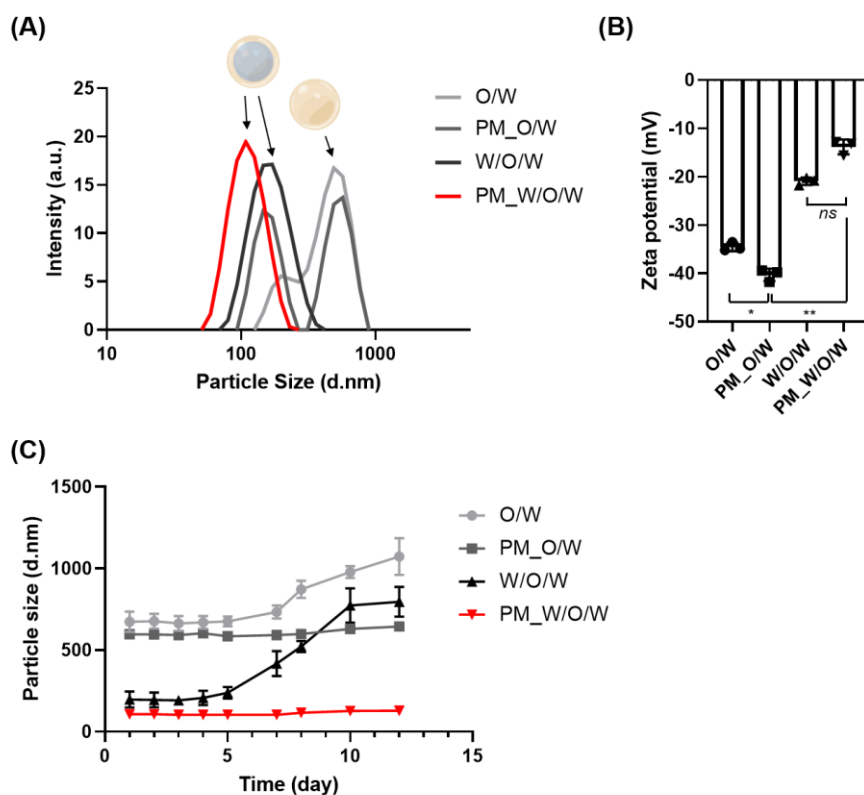 (A)
25
20
15
10
5
0
Intensity (a.u.)
10
100
1000
Particle Size (d.nm)
O/W
PM_O/W
W/O/W
PM_W/O/W
(B)
0
-10
-20
-30
-40
-50
Zeta potential (mV)
ns
*
**
O/W
PM_O/W
W/O/W
PM_W/O/W
(C)
1500
1000
500
0
Particle size (d.nm)
0
5
10
15
Time (day)
O/W
PM_O/W
W/O/W
PM_W/O/W